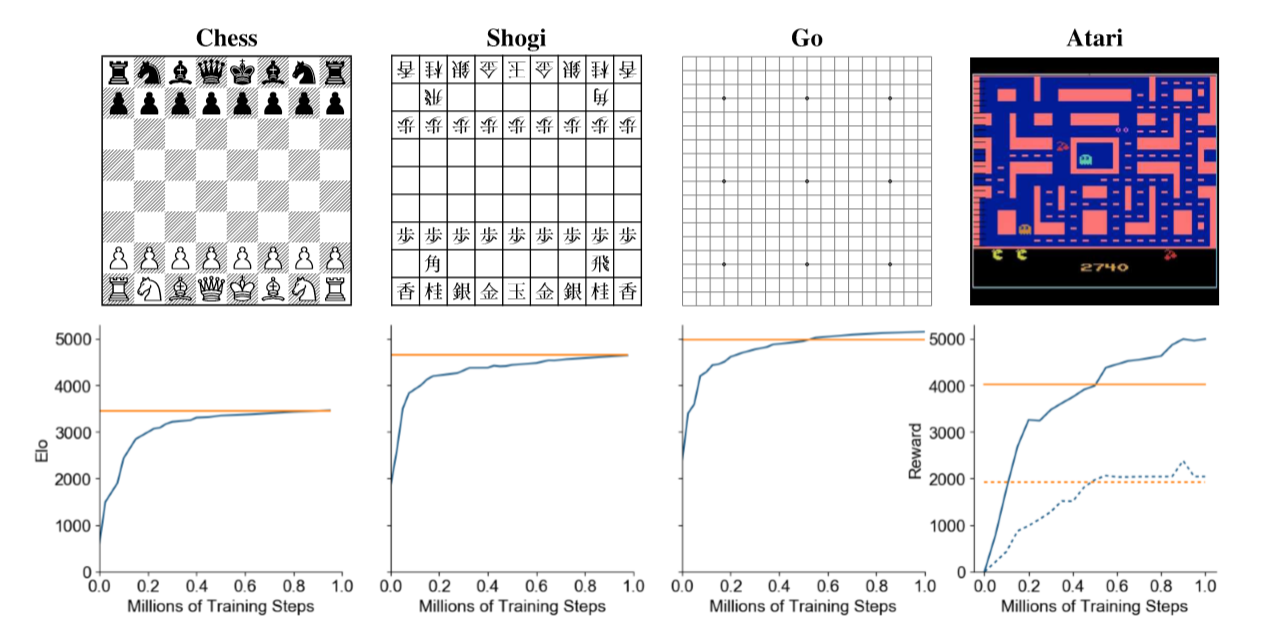 Chess
Shogi
Go
Atari
香 桂 銀 金 王 金 銀 桂 香
飛 角
歩 歩 歩 歩 歩 歩 歩 歩 歩
歩 歩 歩 歩 歩 歩 歩 歩 歩
角 飛
香 桂 銀 金 玉 金 銀 桂 香
2740
Elo
5000
4000
3000
2000
1000
0
0.0 0.2 0.4 0.6 0.8 1.0
Millions of Training Steps
0.0 0.2 0.4 0.6 0.8 1.0
Millions of Training Steps
0.0 0.2 0.4 0.6 0.8 1.0
Millions of Training Steps
Reward
5000
4000
3000
2000
1000
0
0.0 0.2 0.4 0.6 0.8 1.0
Millions of Training Steps